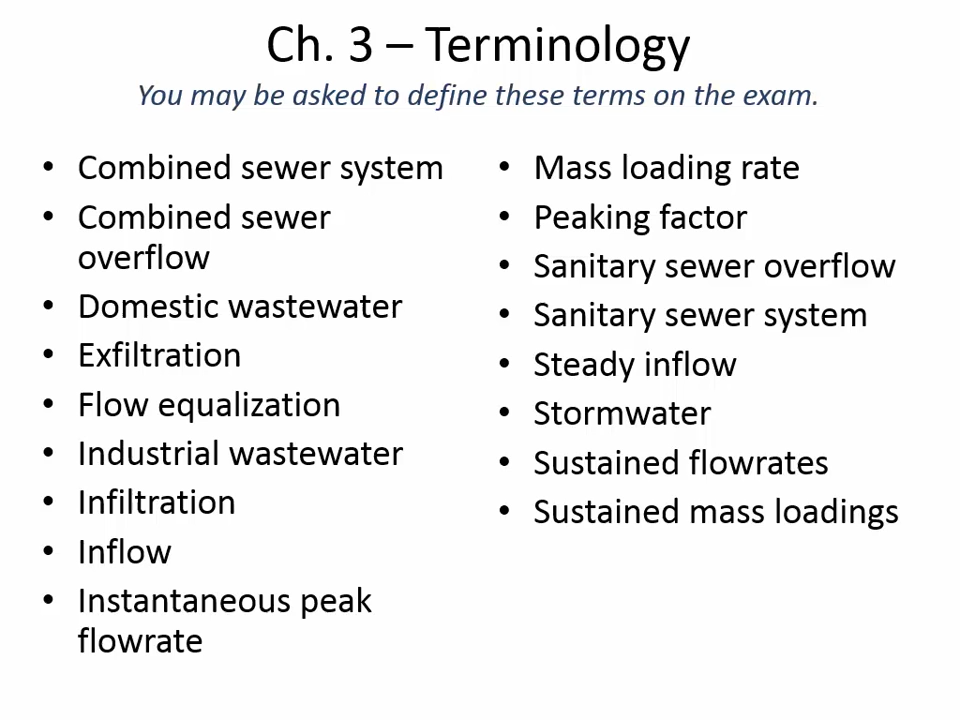 Ch. 3 – Terminology
You may be asked to define these terms on the exam.
• Combined sewer system
• Combined sewer
overflow
• Domestic wastewater
• Exfiltration
• Flow equalization
• Industrial wastewater
• Infiltration
• Inflow
• Instantaneous peak
flowrate
• Mass loading rate
• Peaking factor
• Sanitary sewer overflow
• Sanitary sewer system
• Steady inflow
• Stormwater
• Sustained flowrates
• Sustained mass loadings